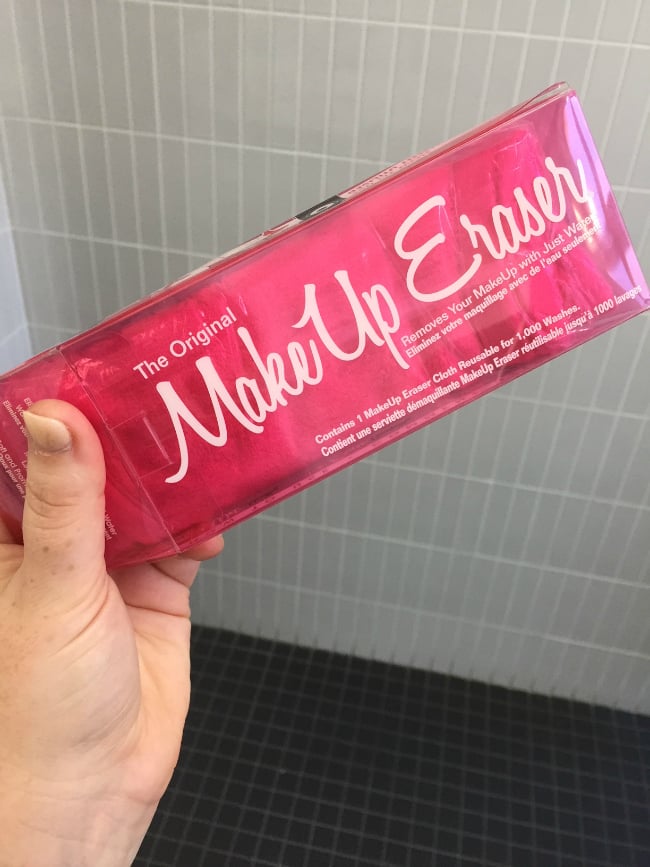 The Original
MakeUp Eraser
Removes Your MakeUp with Just Water
Eliminez votre maquillage avec de l'eau seulement
Contains 1 MakeUp Eraser Cloth Reusable for 1,000 Washes.
Contient une serviette démaquillante MakeUp Eraser réutilisable jusqu'à 1000 lavages